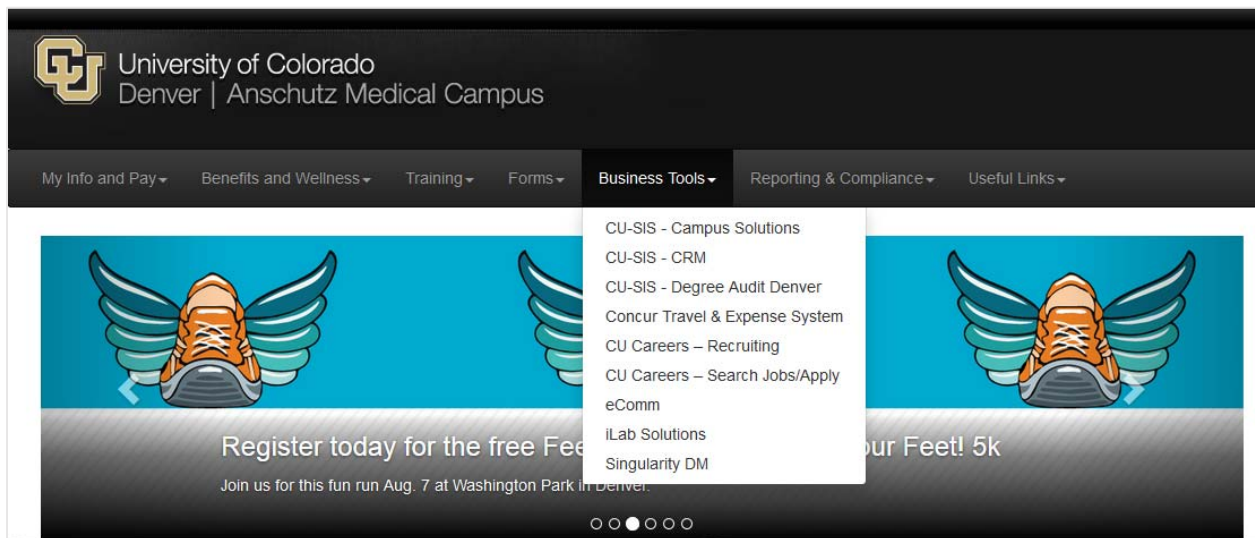 CU
University of Colorado
Denver | Anschutz Medical Campus
My Info and Pay Benefits and Wellness Training Forms Business Tools Reporting & Compliance Useful Links
CU-SIS - Campus Solutions
CU-SIS - CRM
CU-SIS - Degree Audit Denver
Concur Travel & Expense System
CU Careers – Recruiting
CU Careers – Search Jobs/Apply
eComm
iLab Solutions
Singularity DM
Register today for the free Fee our Feet! 5k
Join us for this fun run Aug. 7 at Washington Park in Denver.